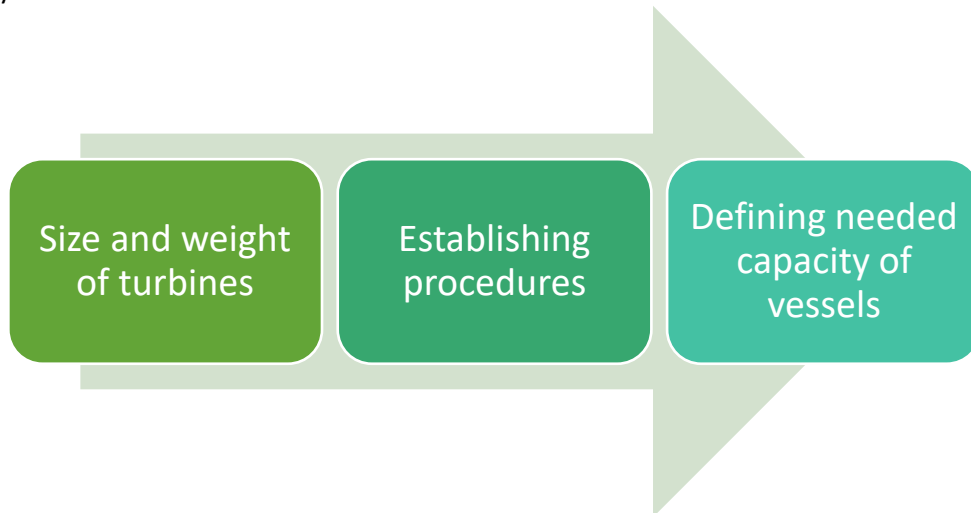 Size and weight
of turbines
Establishing
procedures
Defining needed
capacity of
vessels